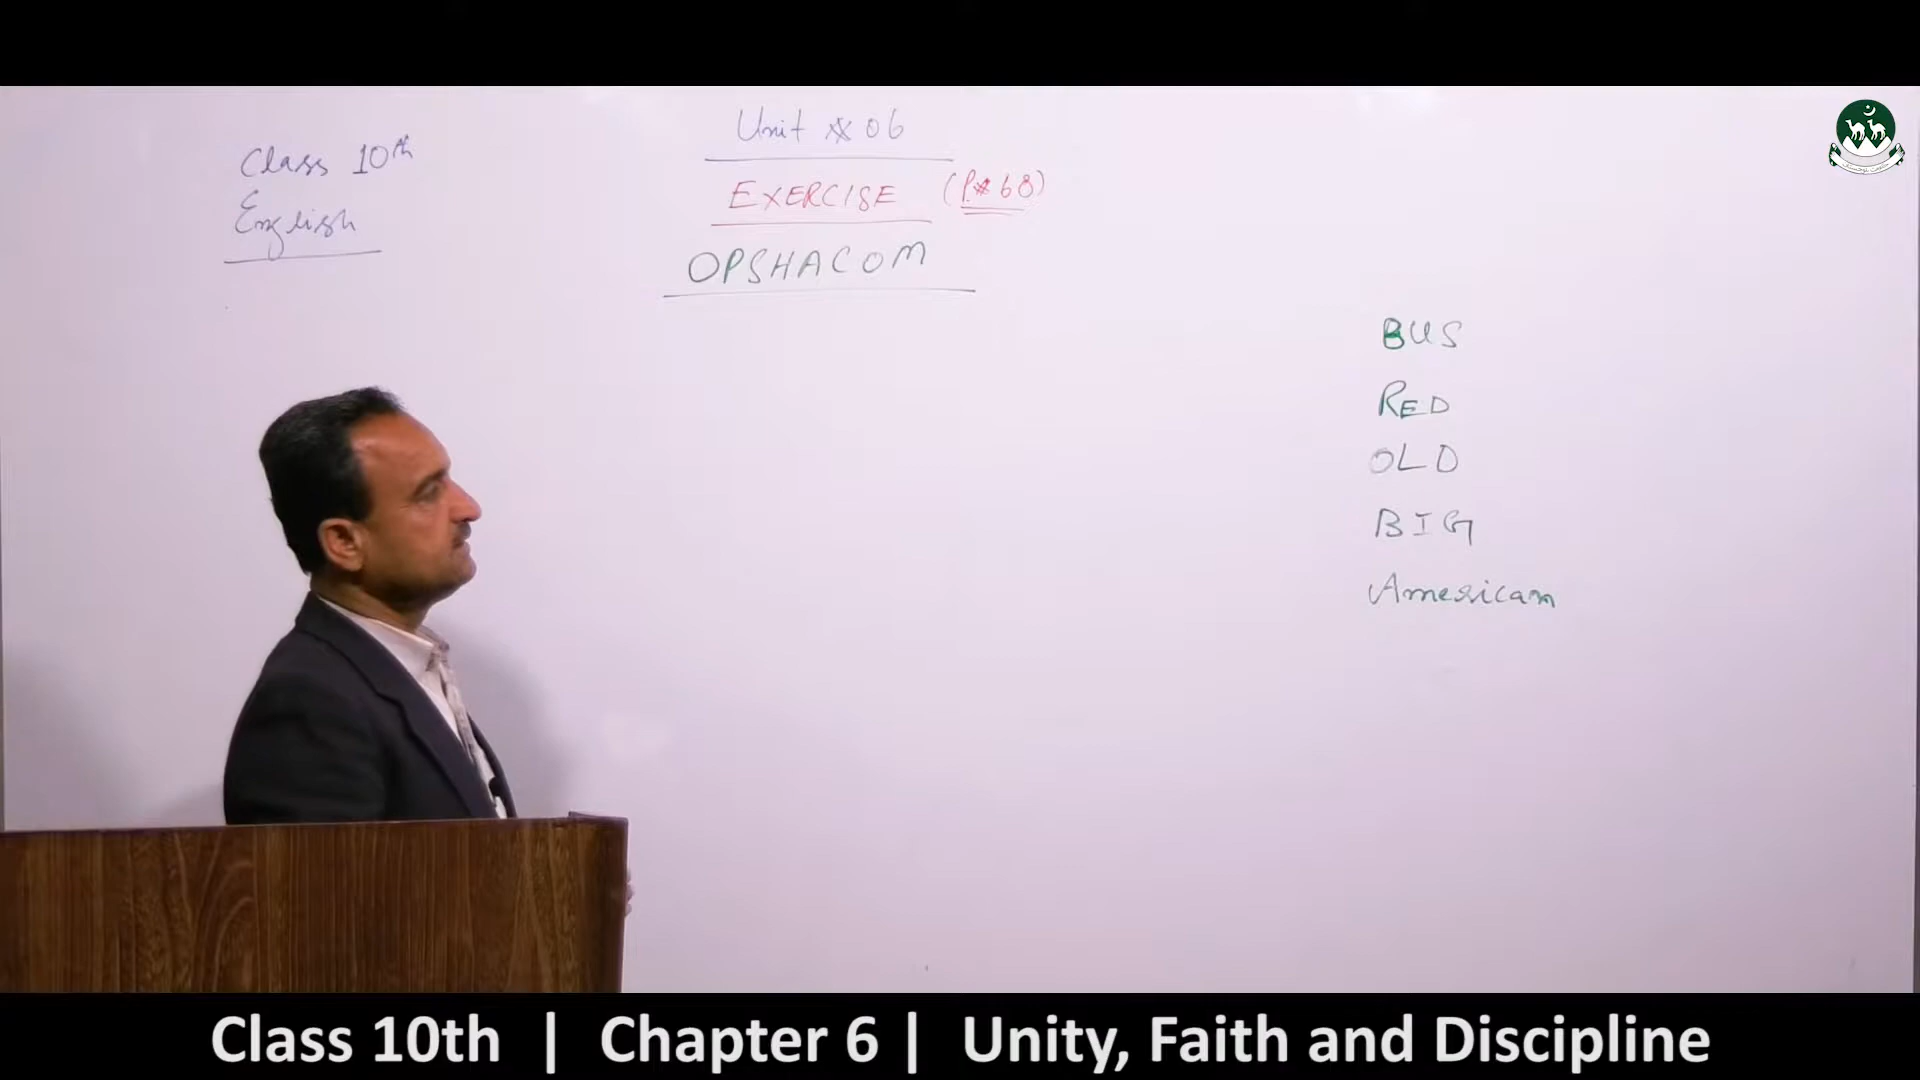 Class 10th
English
Unit # 06
EXERCISE (P.# 68)
OPSHACOM
BUS
RED
OLD
BIG
American
Class 10th | Chapter 6 | Unity, Faith and Discipline